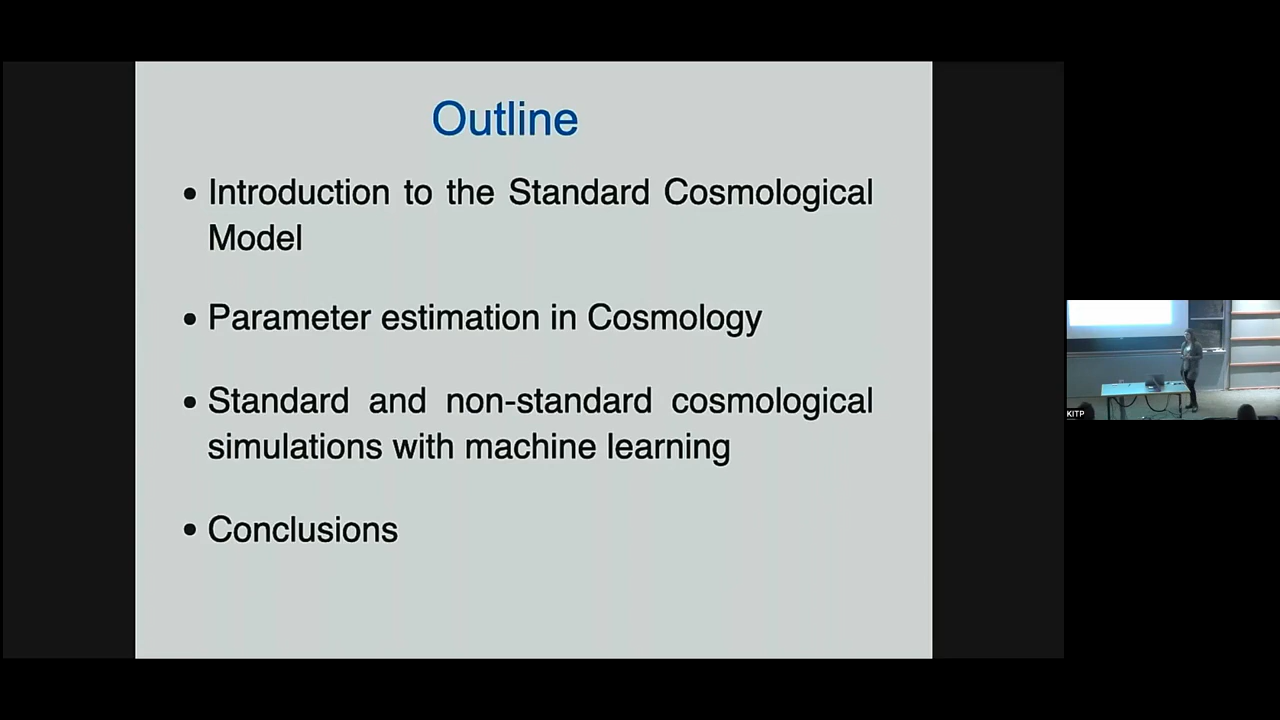 Outline
• Introduction to the Standard Cosmological
Model
• Parameter estimation in Cosmology
• Standard and non-standard cosmological
simulations with machine learning
• Conclusions
KITP